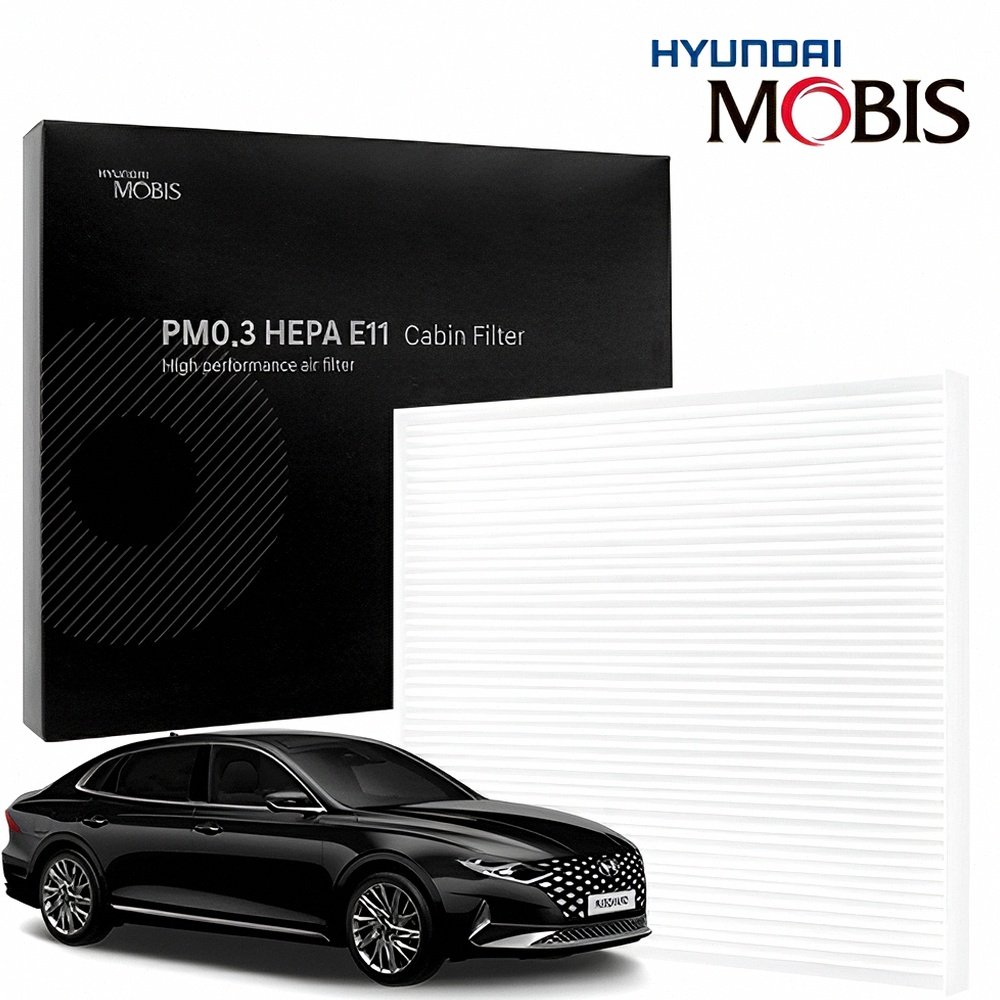 HYUNDAI
MOBIS
HYUNDAI
MOBIS
PM0.3 HEPA E11 Cabin Filter
High performance air filter